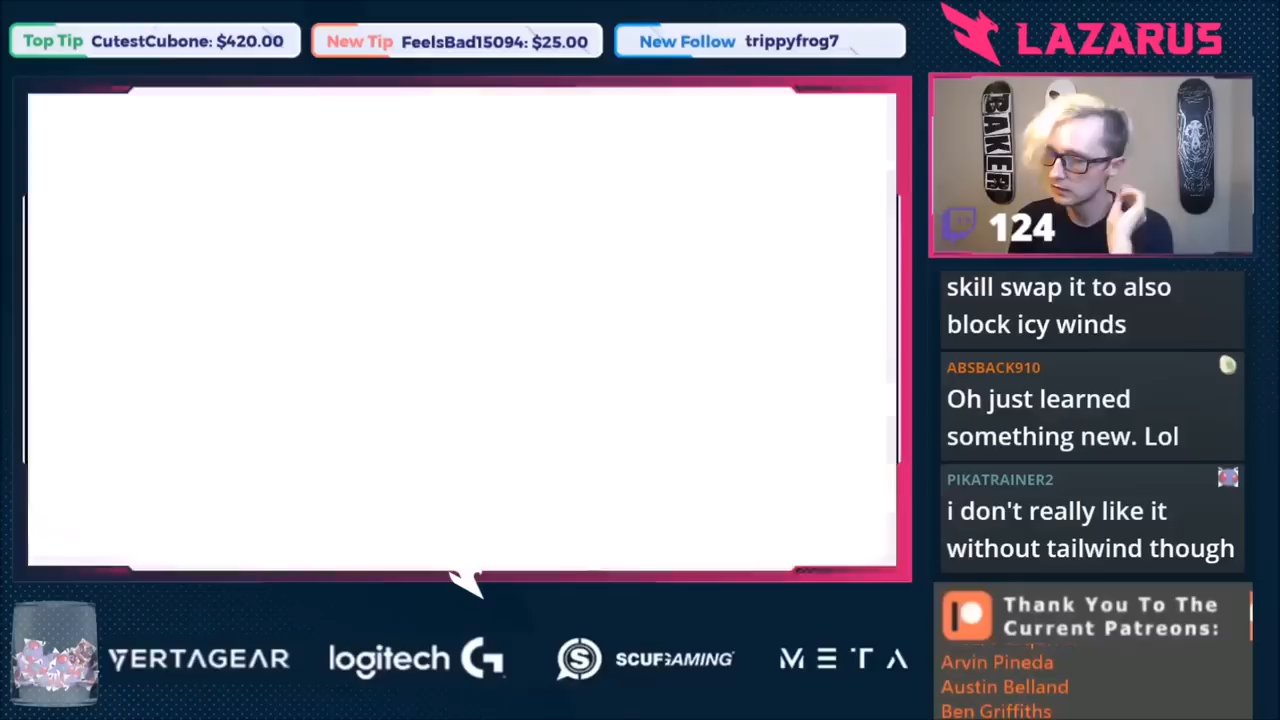 Top Tip CutestCubone: $420.00
New Tip FeelsBad15094: $25.00
New Follow trippyfrog7
LAZARUS
BAKER
124
skill swap it to also
block icy winds
ABSBACK910
Oh just learned
something new. Lol
PIKATRAINER2
i don't really like it
without tailwind though
Thank You To The
Current Patreons:
Arvin Pineda
Austin Belland
Ben Griffiths
VERTAGEAR
logitech G
S SCUFGAMING
META